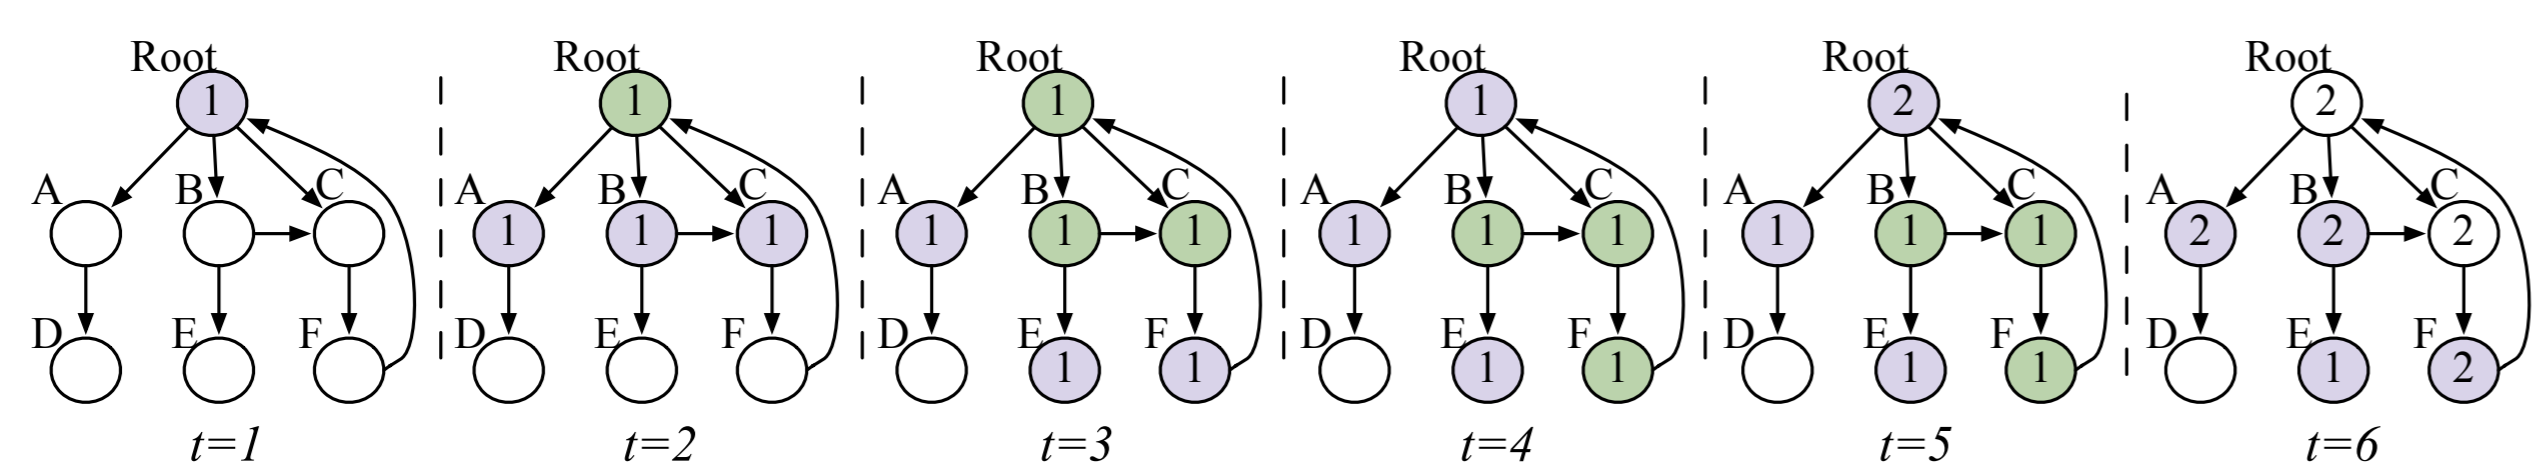 Root Root Root Root Root Root
1 1 1 1 2 2
A B C A B C A B C A B C A B C A B C
1 1 1 1 1 1 1 1 1 1 1 1 2 2 2
D E F D E F D E F D E F D E F D E F
1 1 1 1 1 1 1 2
t=1 t=2 t=3 t=4 t=5 t=6